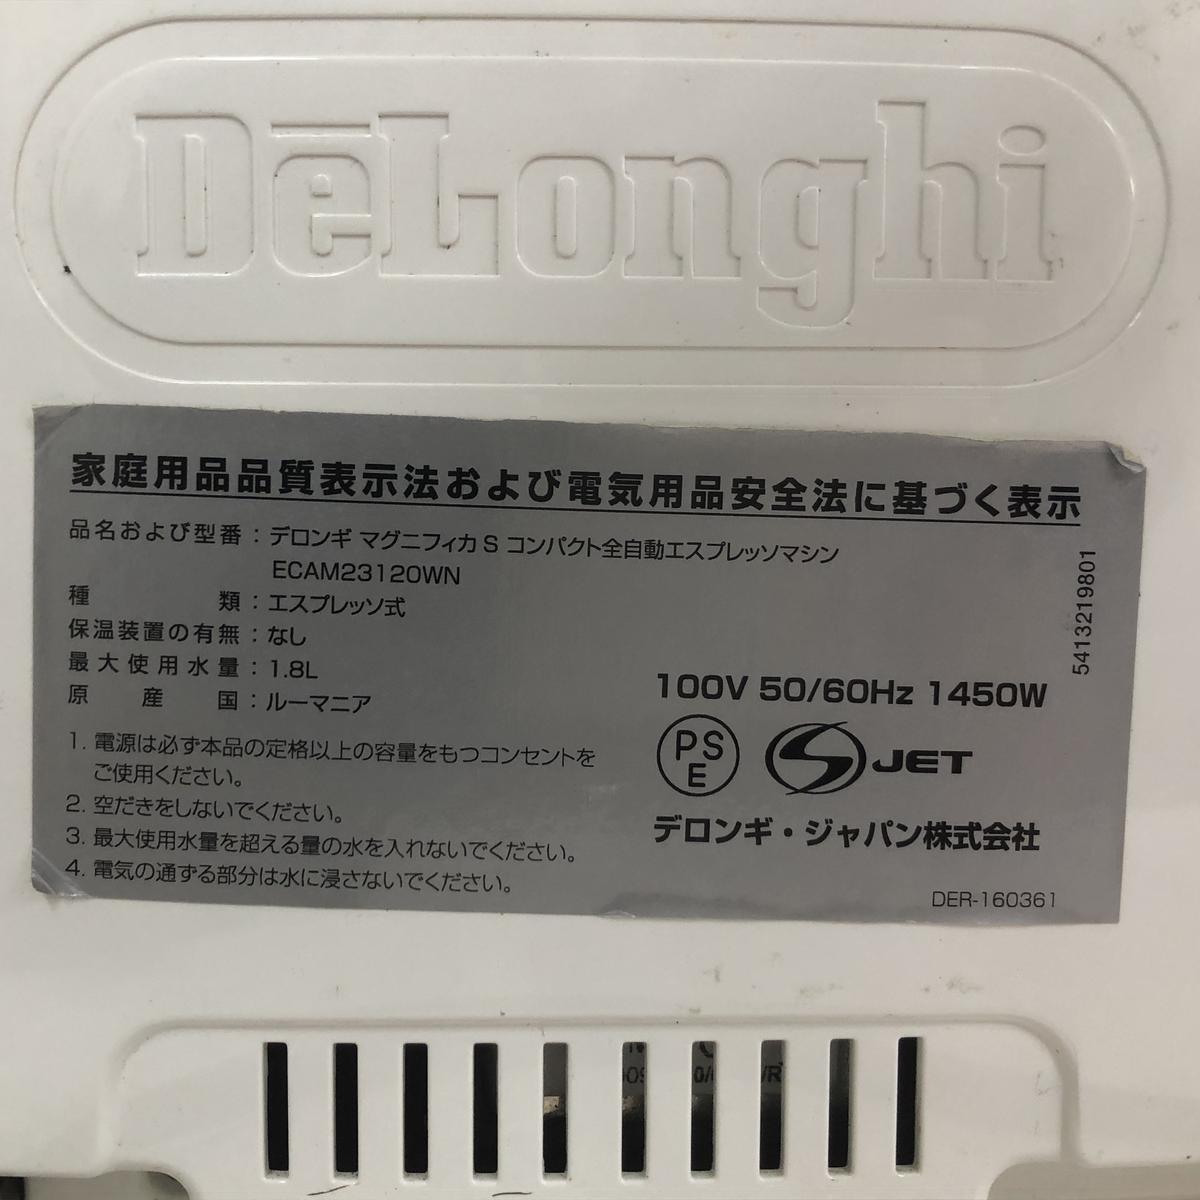 DēLonghi
家庭用品品質表示法および電気用品安全法に基づく表示
品名および型番：デロンギ マグニフィカ S コンパクト全自動エスプレッソマシン
ECAM23120WN
種類：エスプレッソ式
保温装置の有無：なし
最大使用水量：1.8L
原産国：ルーマニア
1. 電源は必ず本品の定格以上の容量をもつコンセントを
ご使用ください。
2. 空だきをしないでください。
3. 最大使用水量を超える量の水を入れないでください。
4. 電気の通ずる部分は水に浸さないでください。
5413219801
100V 50/60Hz 1450W
PS
E
S JET
デロンギ・ジャパン株式会社
DER-160361